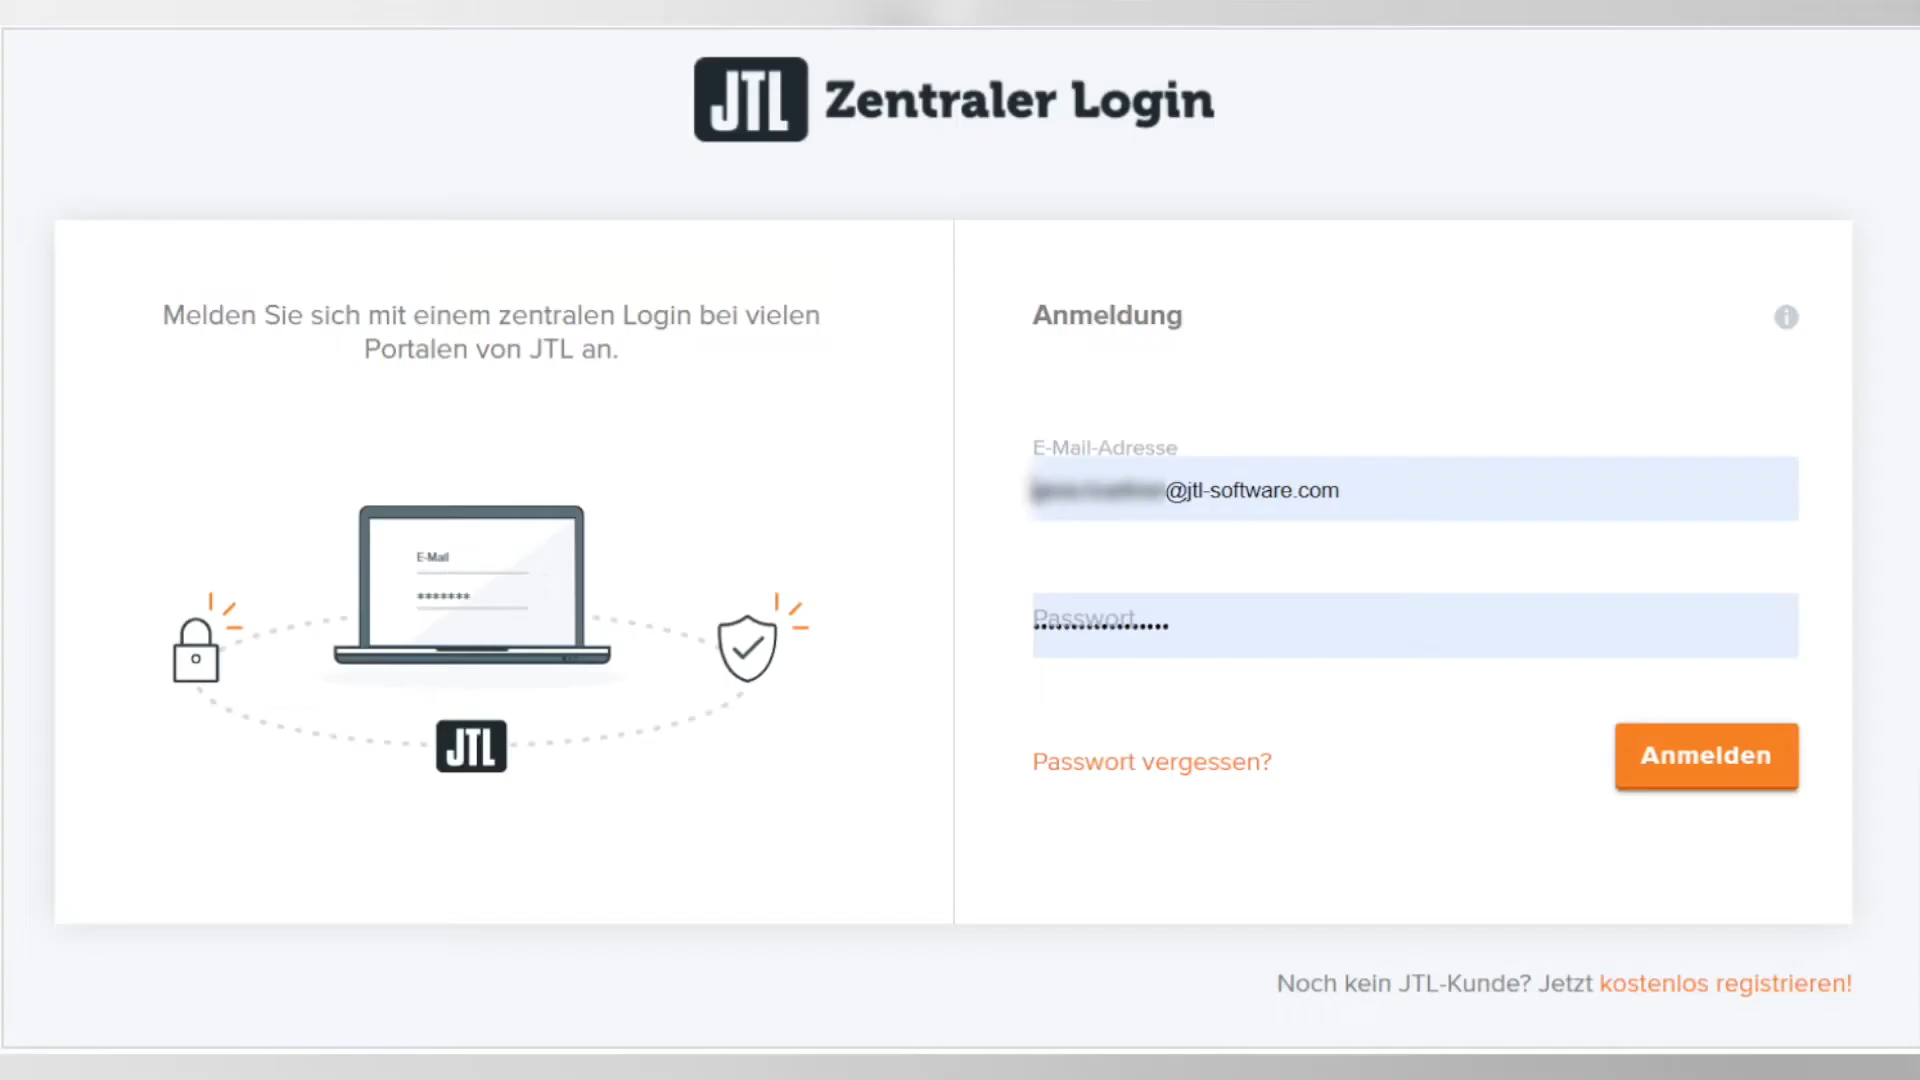 JTL Zentraler Login
Melden Sie sich mit einem zentralen Login bei vielen
Portalen von JTL an.
E-Mail
*******
JTL
Anmeldung
E-Mail-Adresse
@jtl-software.com
Passwort
Passwort vergessen?
Anmelden
Noch kein JTL-Kunde? Jetzt kostenlos registrieren!